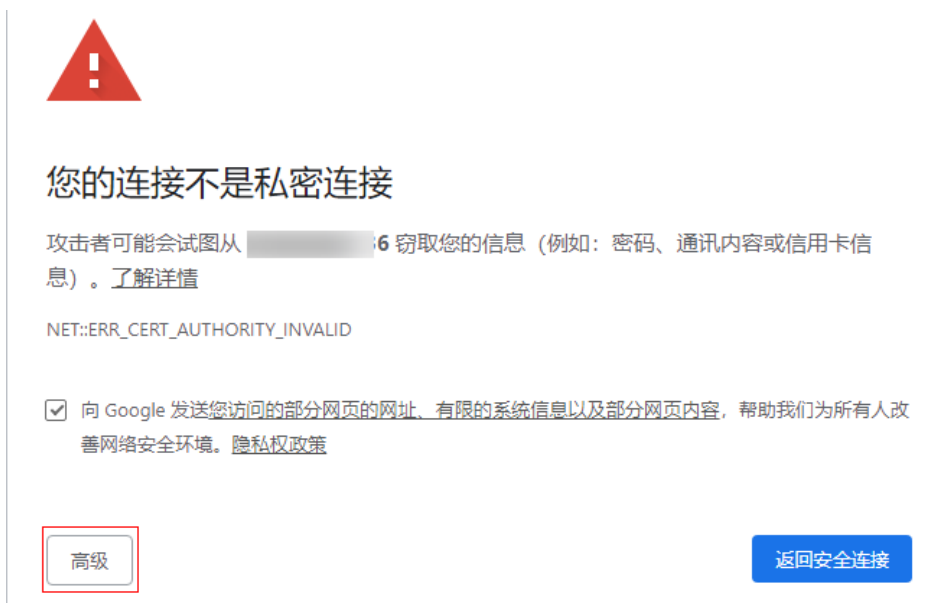 您的连接不是私密连接
攻击者可能会试图从 6 窃取您的信息（例如：密码、通讯内容或信用卡信
息）。了解详情
NET::ERR_CERT_AUTHORITY_INVALID
向 Google 发送您访问的部分网页的网址、有限的系统信息以及部分网页内容，帮助我们为所有人改
善网络安全环境。隐私权政策
高级
返回安全连接